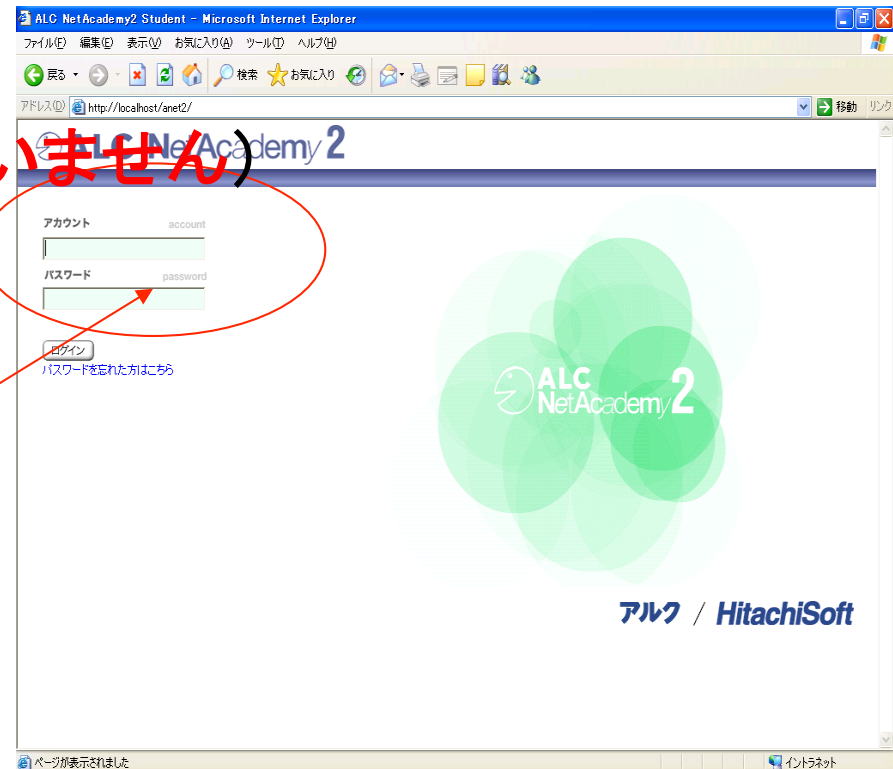 ALC NetAcademy2 Student - Microsoft Internet Explorer
ファイル(F) 編集(E) 表示(V) お気に入り(A) ツール(T) ヘルプ(H)
戻る 検索 お気に入り
アドレス(D) http://localhost/anet2/ 移動 リンク
ALC NetAcademy 2
いません)
アカウント account
パスワード password
ログイン
パスワードを忘れた方はこちら
ALC
NetAcademy 2
アルク / HitachiSoft
ページが表示されました イントラネット